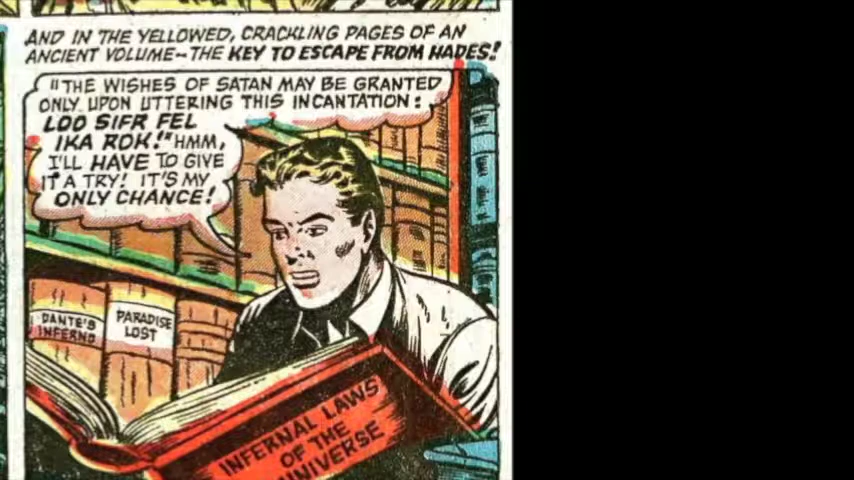 AND IN THE YELLOWED, CRACKLING PAGES OF AN
ANCIENT VOLUME--THE KEY TO ESCAPE FROM HADES!
"THE WISHES OF SATAN MAY BE GRANTED
ONLY UPON UTTERING THIS INCANTATION:
LOO SIFR FEL
IKA ROK!" HMM,
I'LL HAVE TO GIVE
IT A TRY! IT'S MY
ONLY CHANCE!
DANTE'S
INFERNO
PARADISE
LOST
INFERNAL LAWS
OF THE
UNIVERSE